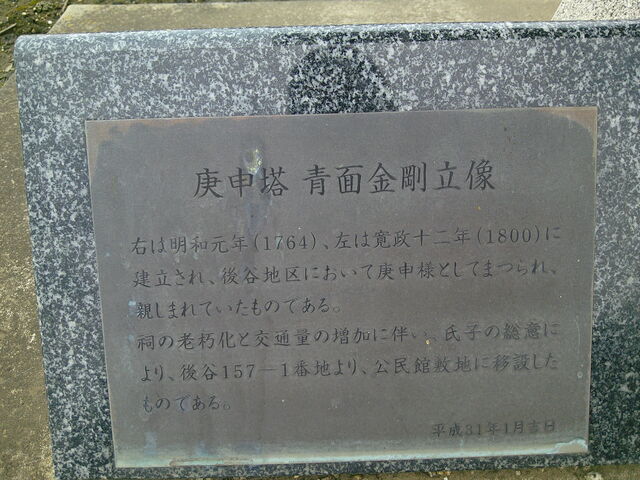 庚申塔 青面金剛立像
右は明和元年(1764)、左は寛政十二年(1800)に
建立され、後谷地区において庚申様としてまつられ、
親しまれていたものである。
祠の老朽化と交通量の増加に伴い、氏子の総意に
より、後谷157－1番地より、公民館敷地に移設した
ものである。
平成31年1月吉日